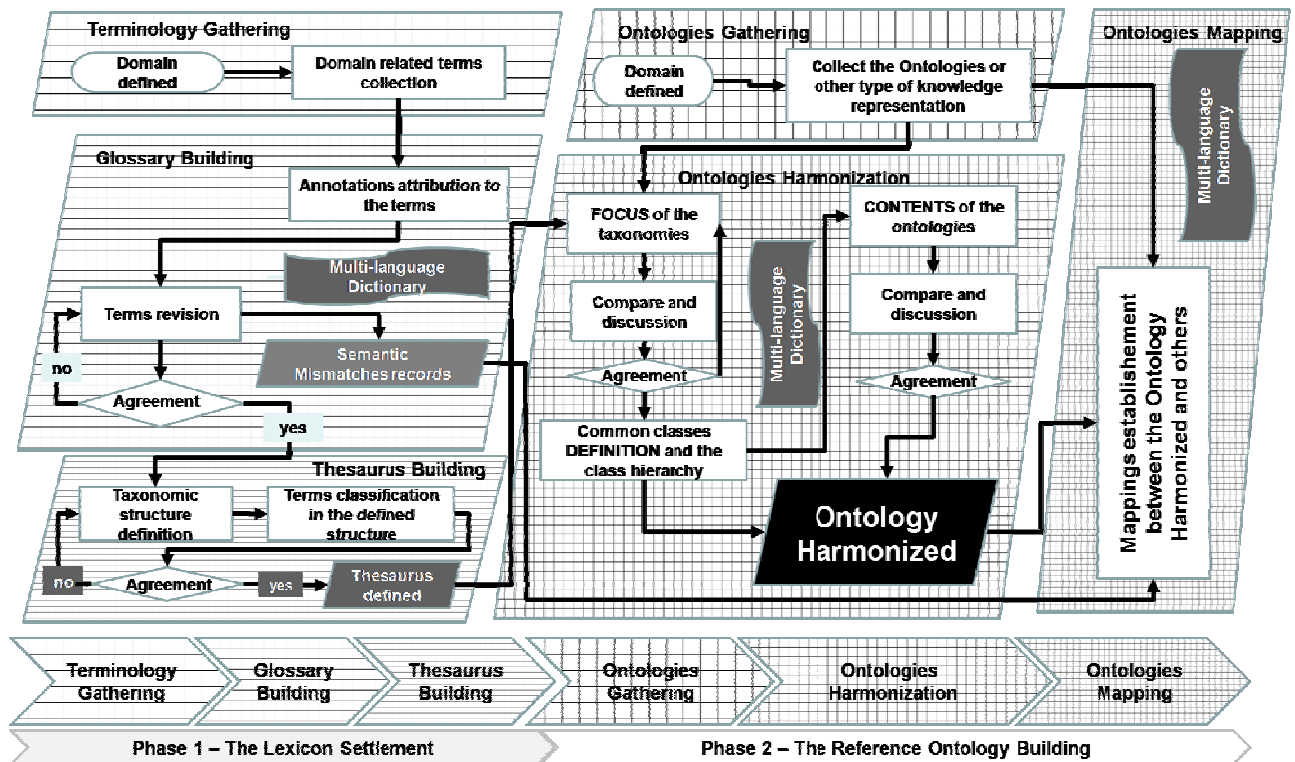 Terminology Gathering
Domain
defined
Domain related terms
collection
Glossary Building
Annotations attribution to
the terms
Multi-language
Dictionary
Terms revision
Semantic
Mismatches records
no
Agreement
yes
Thesaurus Building
Taxonomic
structure
definition
Terms classification
in the defined
structure
no
Agreement
yes
Thesaurus
defined
Ontologies Gathering
Domain
defined
Collect the Ontologies or
other type of knowledge
representation
Ontologies Harmonization
FOCUS of the
taxonomies
Compare and
discussion
Agreement
Common classes
DEFINITION and the
class hierarchy
Multi-language
Dictionary
CONTENTS of the
ontologies
Compare and
discussion
Agreement
Ontology
Harmonized
Ontologies Mapping
Multi-language
Dictionary
Mappings establishement
between the Ontology
Harmonized and others
Terminology
Gathering
Glossary
Building
Thesaurus
Building
Ontologies
Gathering
Ontologies
Harmonization
Ontologies
Mapping
Phase 1 – The Lexicon Settlement
Phase 2 – The Reference Ontology Building